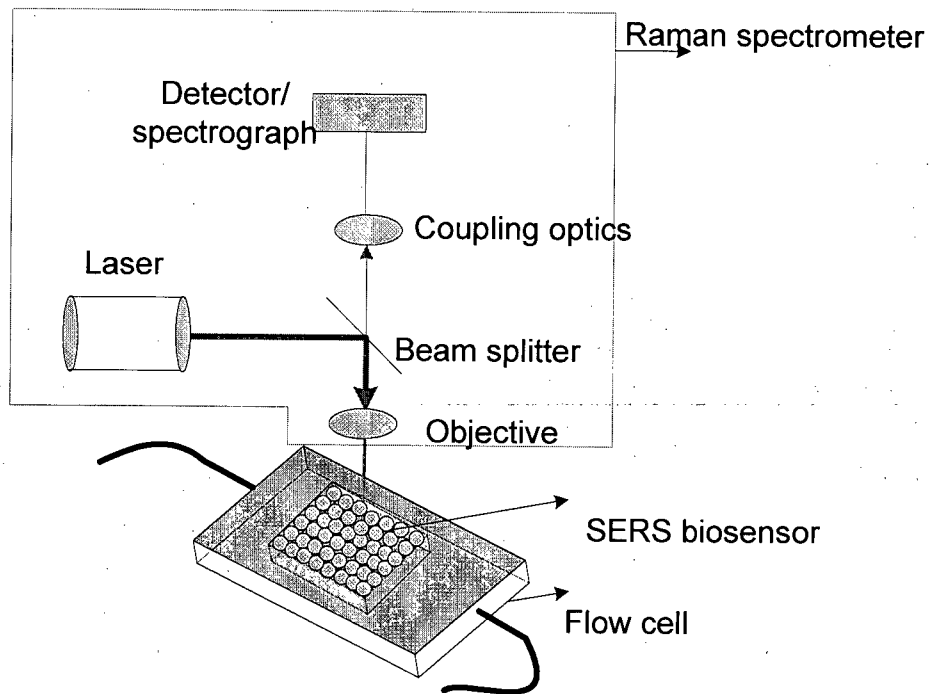 Raman spectrometer
Detector/
spectrograph
Coupling optics
Laser
Beam splitter
Objective
SERS biosensor
Flow cell